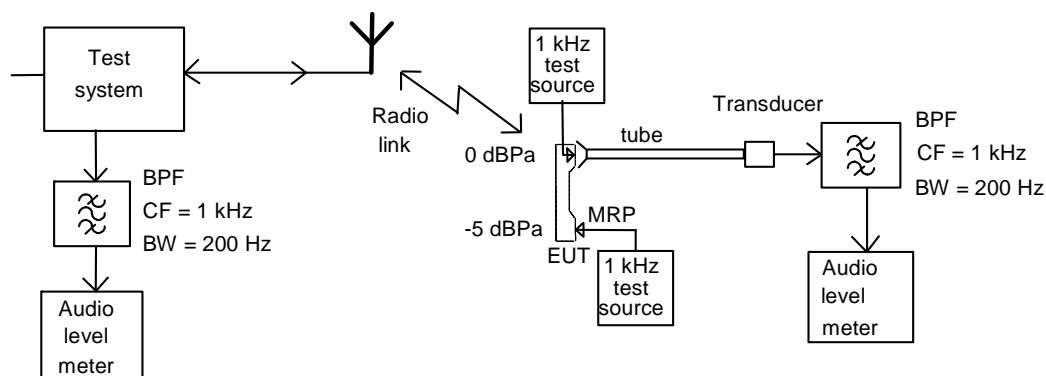 Test
system
BPF
CF = 1 kHz
BW = 200 Hz
Audio
level
meter
Radio
link
1 kHz
test
source
0 dBPa
-5 dBPa
MRP
EUT
1 kHz
test
source
tube
Transducer
BPF
CF = 1 kHz
BW = 200 Hz
Audio
level
meter